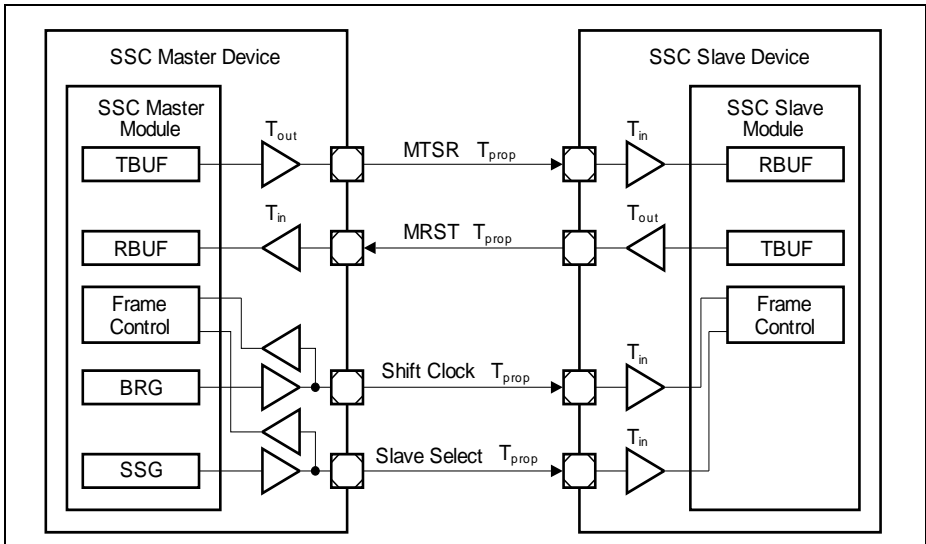 SSC Master Device
SSC Slave Device
SSC Master
Module
SSC Slave
Module
Tout
MTSR Tprop
Tin
TBUF
RBUF
Tin
MRST Tprop
Tout
RBUF
TBUF
Frame
Control
Frame
Control
Tin
BRG
Shift Clock Tprop
Tin
SSG
Slave Select Tprop